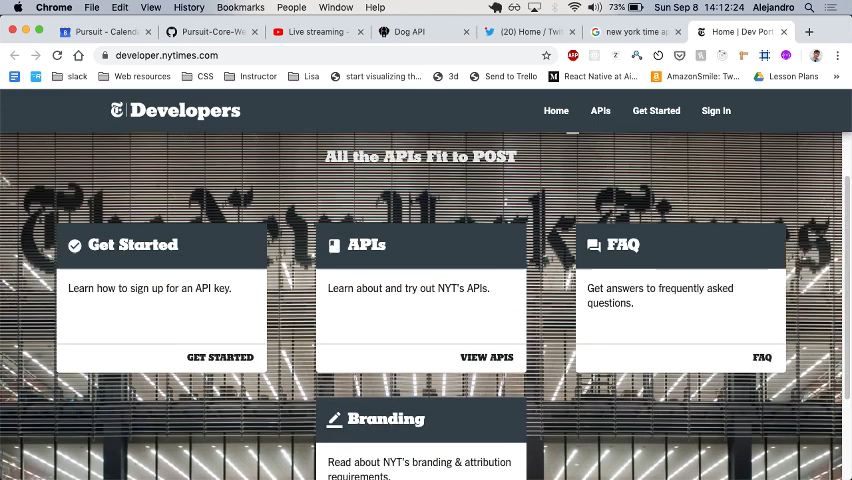 Chrome File Edit View History Bookmarks People Window Help 73% Sun Sep 8 14:12:24 Alejandro
Pursuit - Calend Pursuit-Core-We Live streaming - Dog API (20) Home / Twi new york time ap Home | Dev Port
developer.nytimes.com
slack Web resources CSS Instructor Lisa start visualizing th... 3d Send to Trello React Native at Ai... AmazonSmile: Tw... Lesson Plans
Developers Home APIs Get Started Sign In
All the APIs Fit to POST
The New York Times
Get Started APIs FAQ
Learn how to sign up for an API key. Learn about and try out NYT's APIs. Get answers to frequently asked
questions.
GET STARTED VIEW APIS FAQ
Branding
Read about NYT's branding & attribution
requirements.